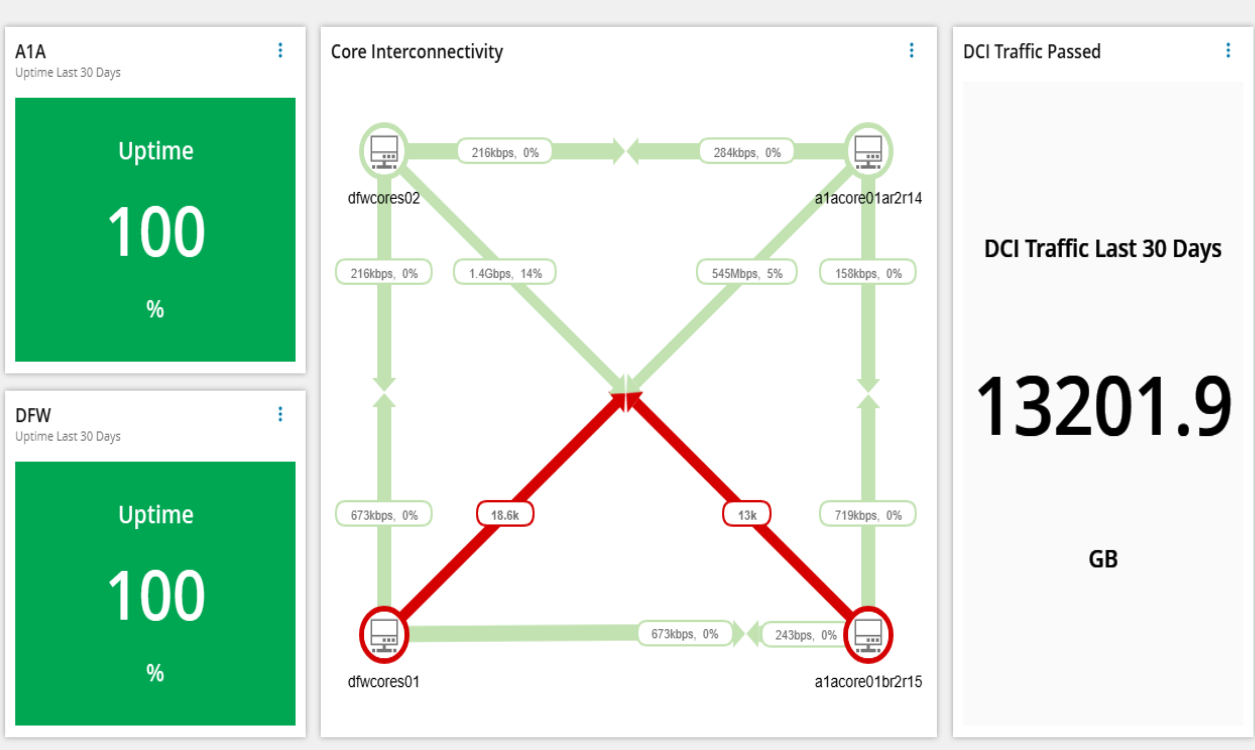 A1A
Uptime Last 30 Days
Uptime
100
%
DFW
Uptime Last 30 Days
Uptime
100
%
Core Interconnectivity
216kbps, 0%
284kbps, 0%
dfwcores02
a1acore01ar2r14
216kbps, 0%
1.4Gbps, 14%
545Mbps, 5%
158kbps, 0%
673kbps, 0%
18.6k
13k
719kbps, 0%
673kbps, 0%
243bps, 0%
dfwcores01
a1acore01br2r15
DCI Traffic Passed
DCI Traffic Last 30 Days
13201.9
GB